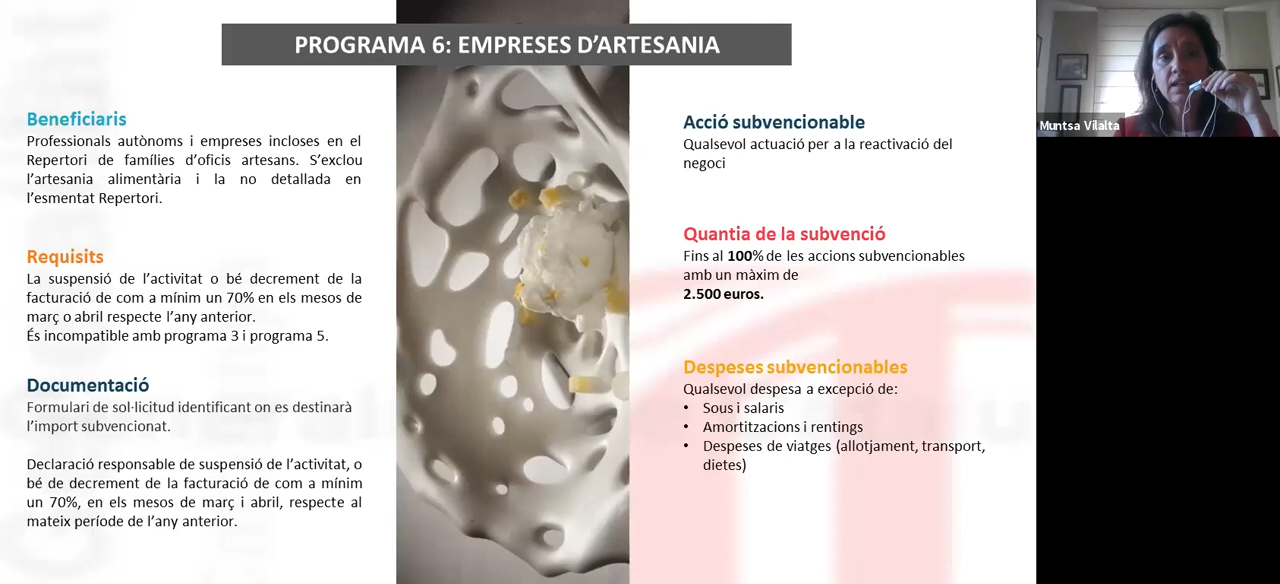 PROGRAMA 6: EMPRESES D’ARTESANIA
Beneficiaris
Professionals autònoms i empreses incloses en el
Repertori de famílies d’oficis artesans. S’exclou
l’artesania alimentària i la no detallada en
l’esmentat Repertori.
Requisits
La suspensió de l’activitat o bé decrement de la
facturació de com a mínim un 70% en els mesos de
març o abril respecte l’any anterior.
És incompatible amb programa 3 i programa 5.
Documentació
Formulari de sol·licitud identificant on es destinarà
l’import subvencionat.
Declaració responsable de suspensió de l’activitat, o
bé de decrement de la facturació de com a mínim
un 70%, en els mesos de març i abril, respecte al
mateix període de l’any anterior.
Acció subvencionable
Qualsevol actuació per a la reactivació del
negoci
Quantia de la subvenció
Fins al 100% de les accions subvencionables
amb un màxim de
2.500 euros.
Despeses subvencionables
Qualsevol despesa a excepció de:
• Sous i salaris
• Amortitzacions i rentings
• Despeses de viatges (allotjament, transport,
dietes)
Muntsa Vilalta